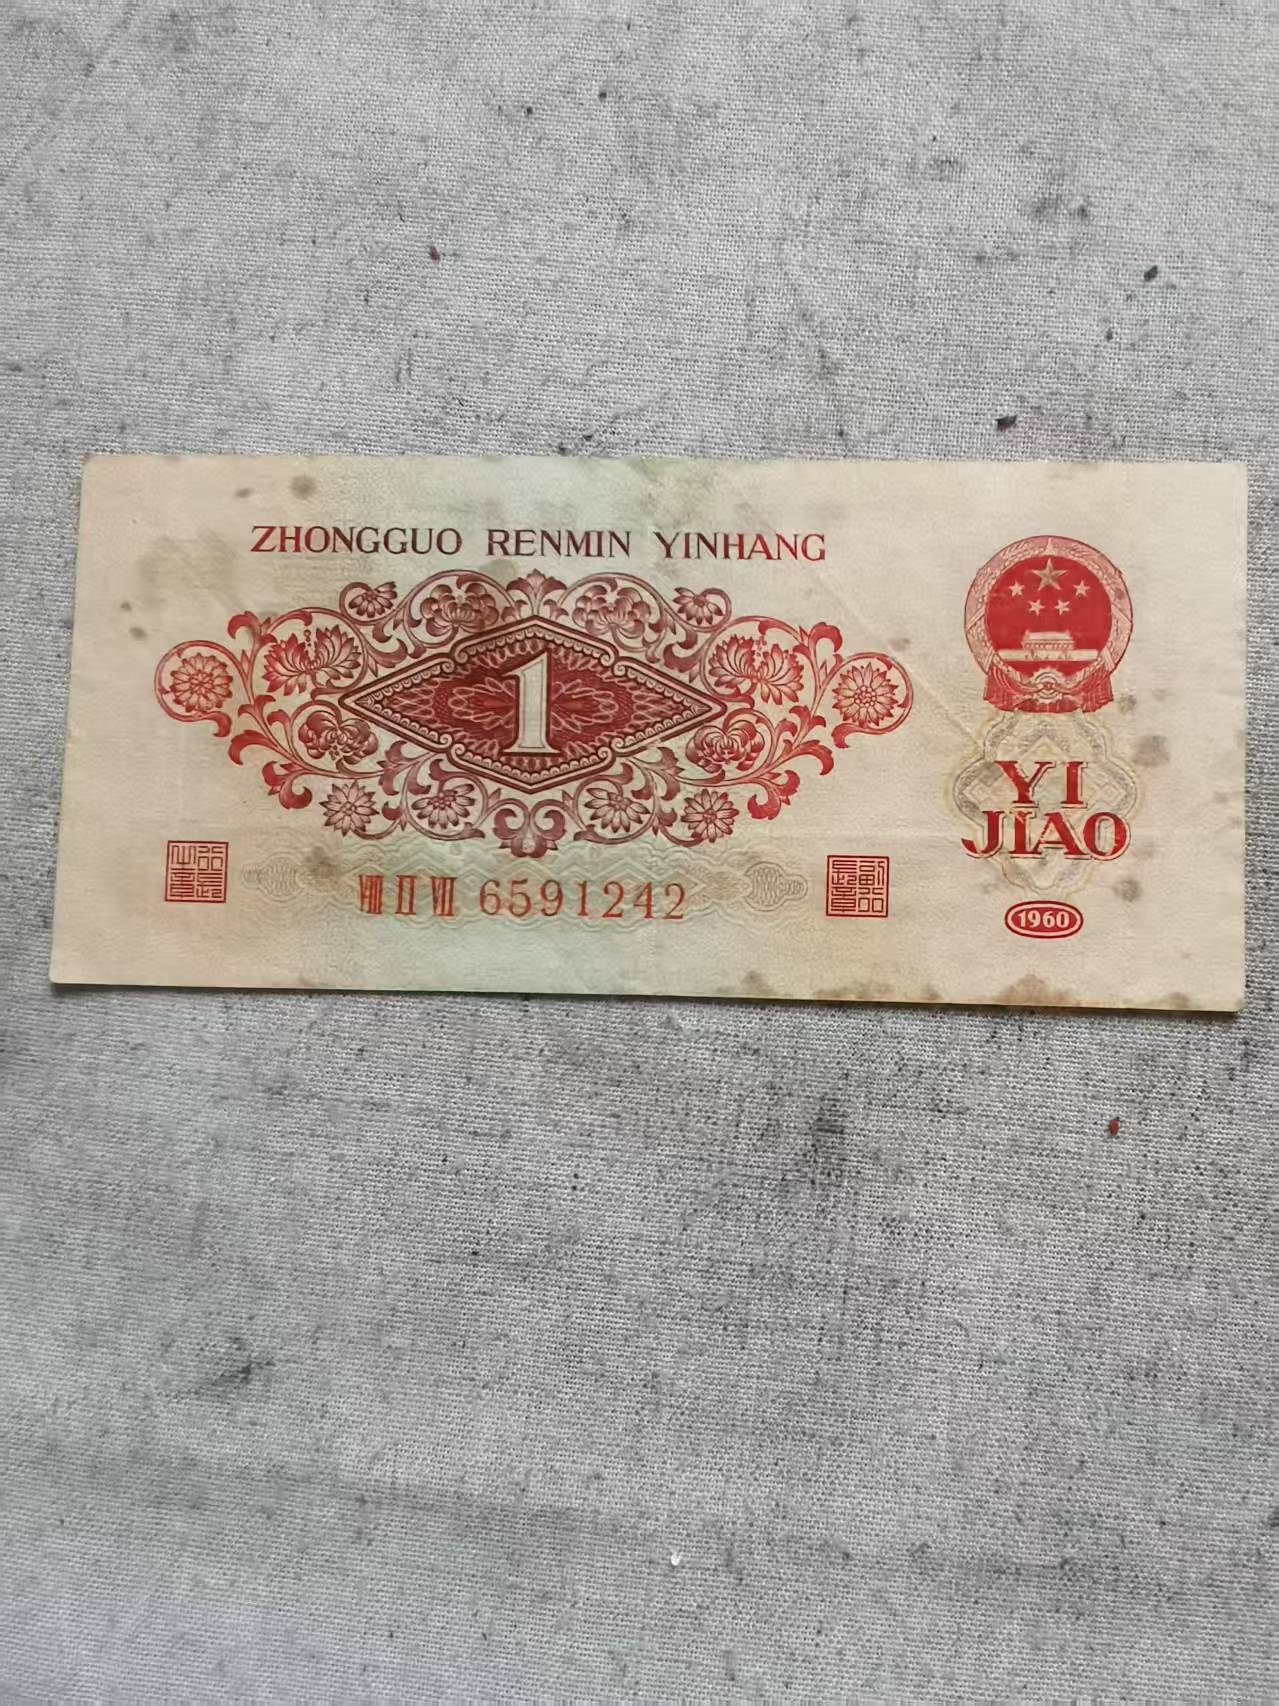 ZHONGGUO RENMIN YINHANG
1
YI
JIAO
VIII II VII 6591242
1960